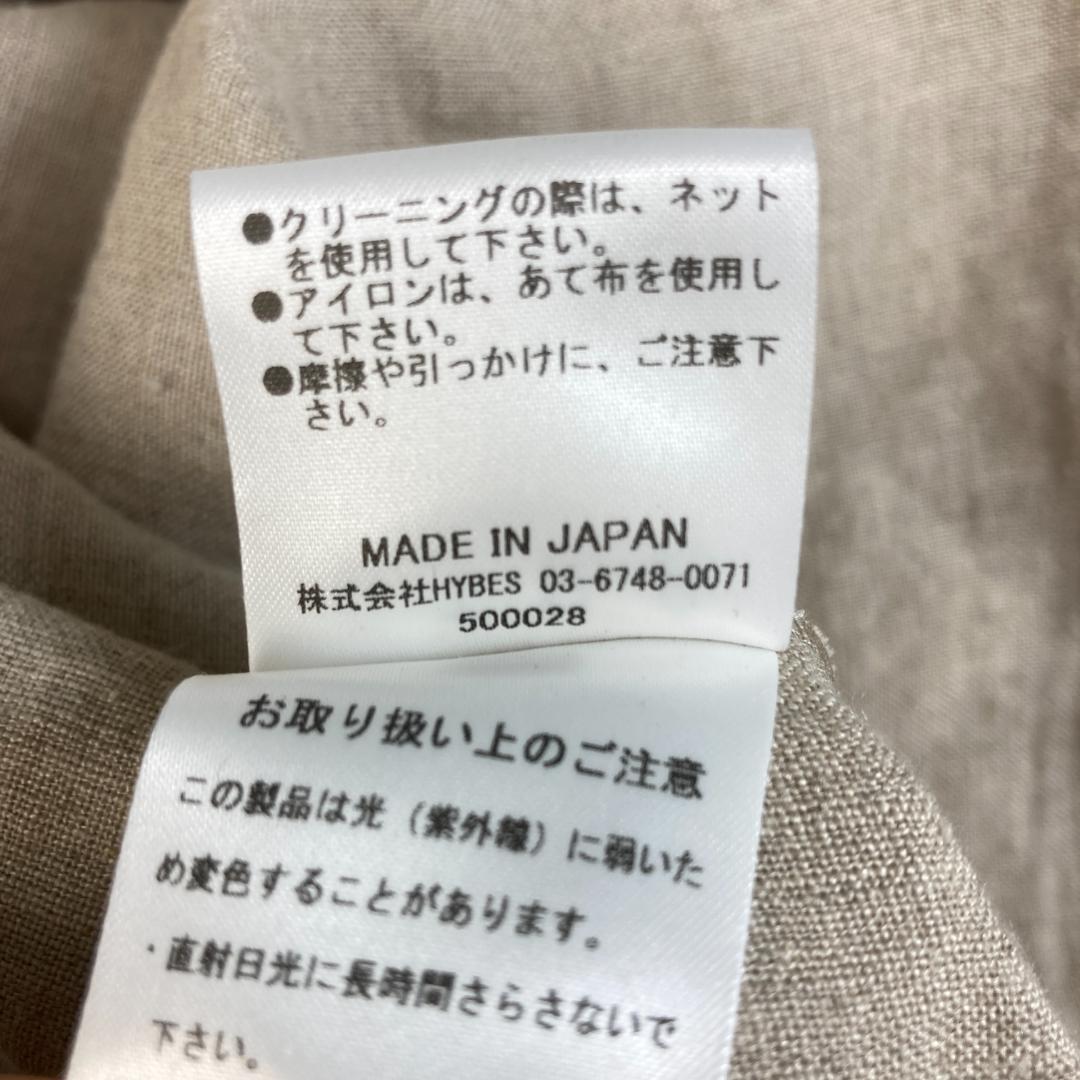 ●クリーニングの際は、ネット
を使用して下さい。
●アイロンは、あて布を使用し
て下さい。
●摩擦や引っかけに、ご注意下
さい。
MADE IN JAPAN
株式会社HYBES 03-6748-0071
500028
お取り扱い上のご注意
この製品は光（紫外線）に弱いた
め変色することがあります。
・直射日光に長時間さらさないで
下さい。